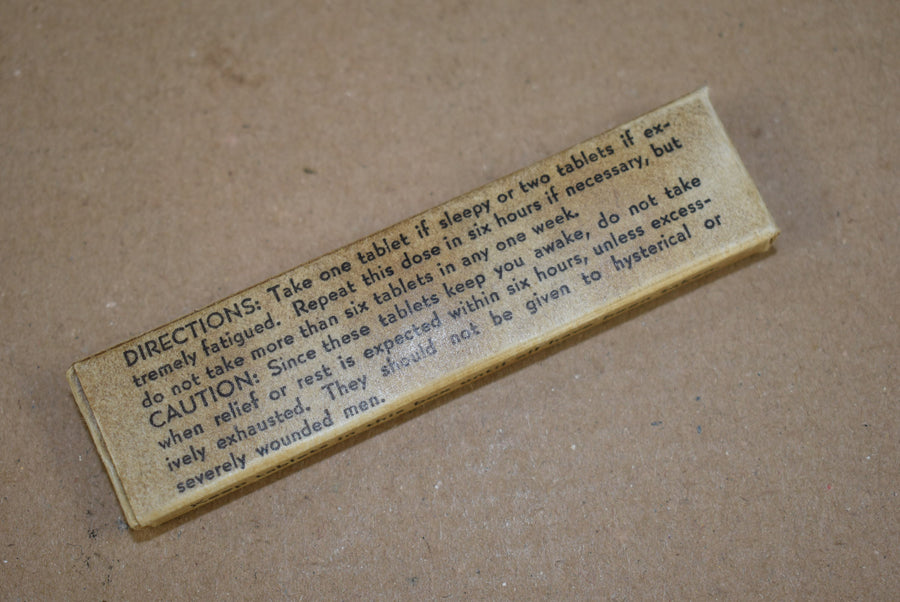 DIRECTIONS: Take one tablet if sleepy or two tablets if ex-
tremely fatigued. Repeat this dose in six hours if necessary, but
do not take more than six tablets in any one week.
CAUTION: Since these tablets keep you awake, do not take
when relief or rest is expected within six hours, unless excess-
ively exhausted. They should not be given to hysterical or
severely wounded men.